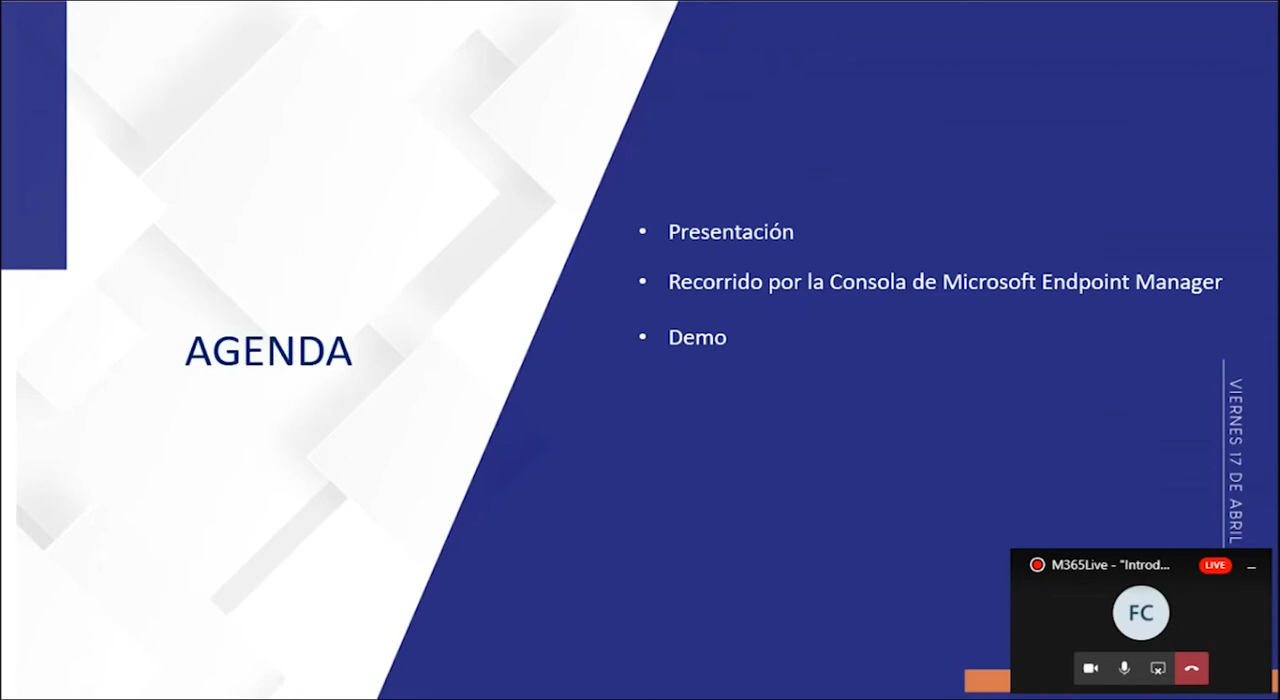 AGENDA
• Presentación
• Recorrido por la Consola de Microsoft Endpoint Manager
• Demo
VIERNES 17 DE ABRIL
M365Live - "Introd...
LIVE
FC